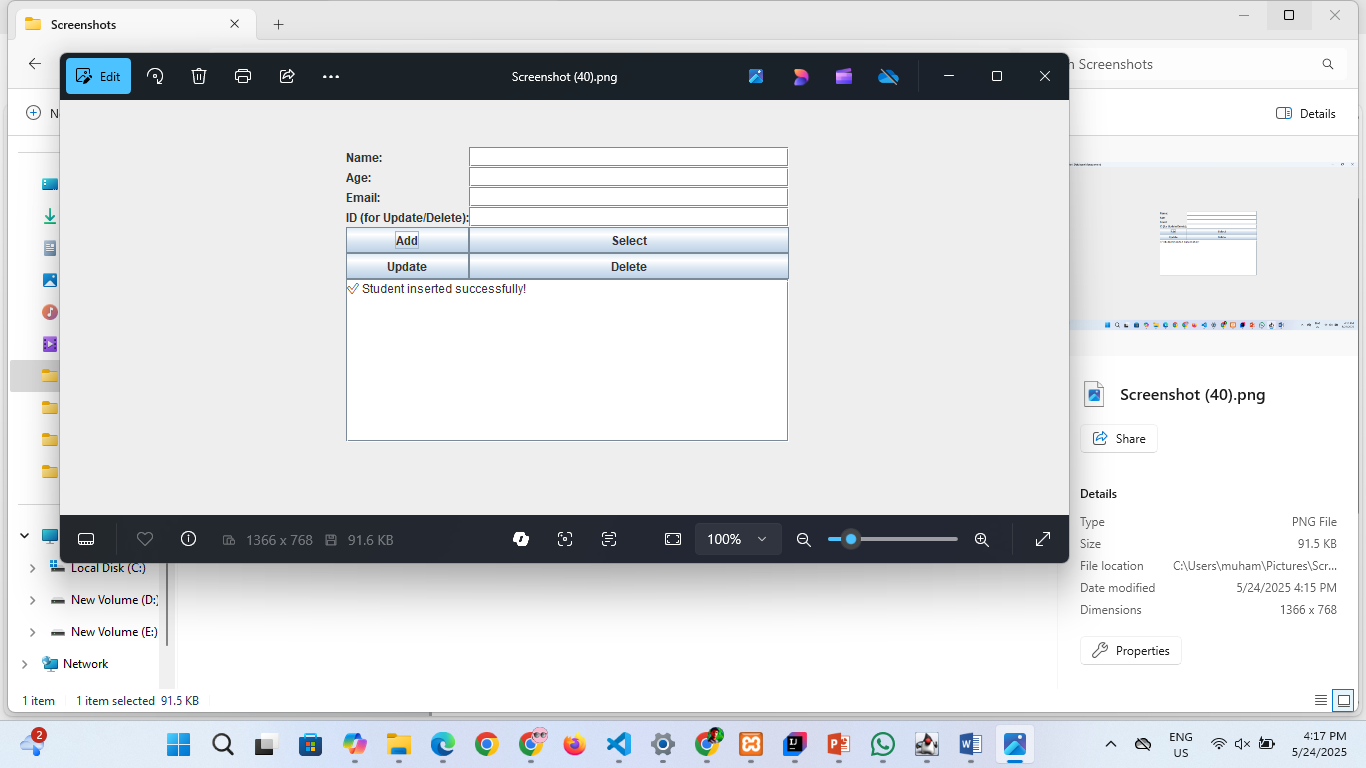 Screenshots
Screenshots
Edit
Screenshot (40).png
Details
Name:
Age:
Email:
ID (for Update/Delete):
Add
Select
Update
Delete
Student inserted successfully!
Screenshot (40).png
Share
Details
Type PNG File
Size 91.5 KB
File location C:\Users\muham\Pictures\Scr...
Date modified 5/24/2025 4:15 PM
Dimensions 1366 x 768
Properties
1366 x 768
91.6 KB
100%
Local Disk (C:)
New Volume (D:)
New Volume (E:)
Network
1 item
1 item selected 91.5 KB
2
ENG
US
4:17 PM
5/24/2025